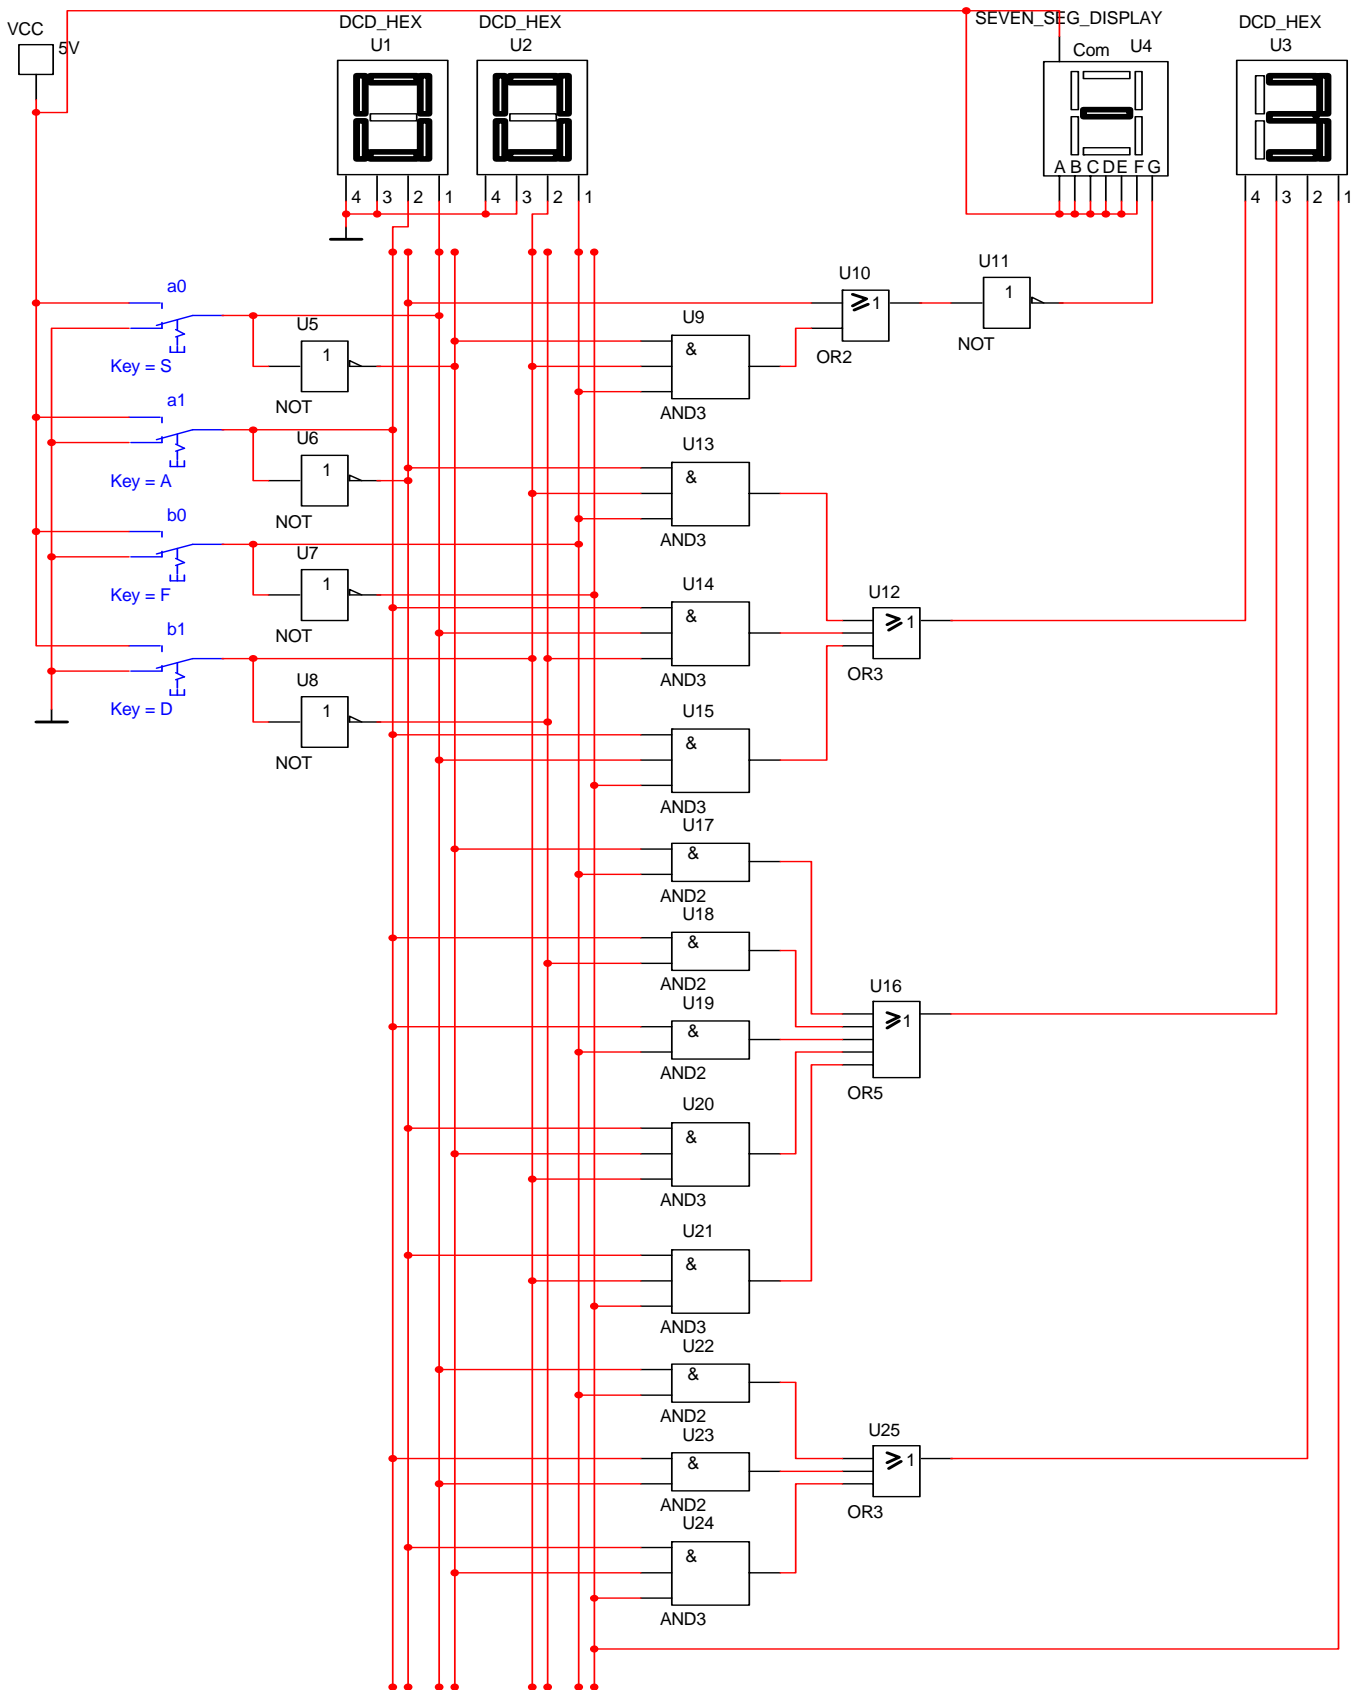 VCC
5V
DCD_HEX
U1
DCD_HEX
U2
SEVEN_SEG_DISPLAY
Com U4
DCD_HEX
U3
A B C D E F G
4 3 2 1
4 3 2 1
4 3 2 1
a0
Key = S
a1
Key = A
b0
Key = F
b1
Key = D
U5
1
NOT
U6
1
NOT
U7
1
NOT
U8
1
NOT
U9
&
AND3
U10
⩾1
OR2
U11
1
NOT
U13
&
AND3
U14
&
AND3
U12
⩾1
OR3
U15
&
AND3
U17
&
AND2
U18
&
AND2
U19
&
AND2
U16
⩾1
OR5
U20
&
AND3
U21
&
AND3
U22
&
AND2
U23
&
AND2
U25
⩾1
OR3
U24
&
AND3